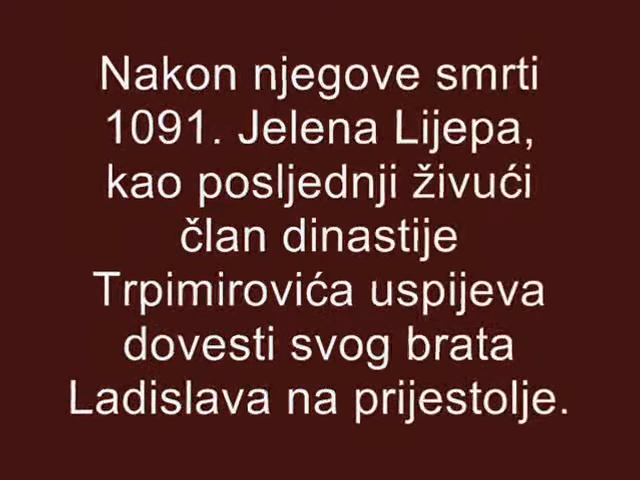 Nakon njegove smrti
1091. Jelena Lijepa,
kao posljednji živući
član dinastije
Trpimirovića uspijeva
dovesti svog brata
Ladislava na prijestolje.